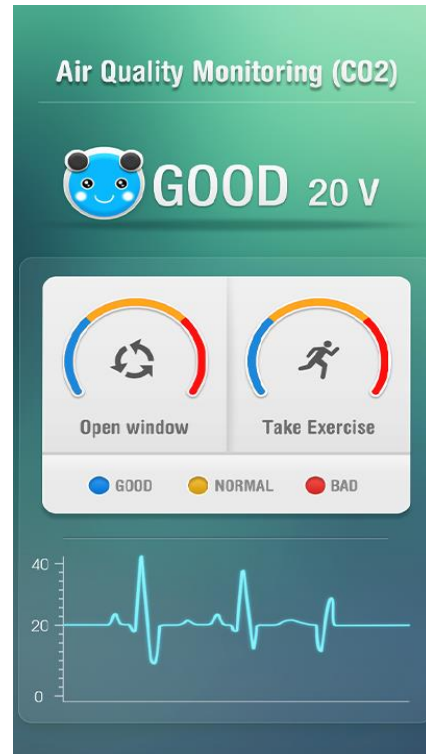 Air Quality Monitoring (CO2)
GOOD 20 V
Open window
Take Exercise
GOOD NORMAL BAD
40
20
0